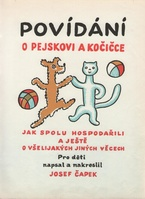 POVÍDÁNÍ
O PEJSKOVI A KOČIČCE
JAK SPOLU HOSPODAŘILI
A JEŠTĚ
O VŠELIJAKÝCH JINÝCH VĚCECH
Pro děti
napsal a nakreslil
JOSEF ČAPEK